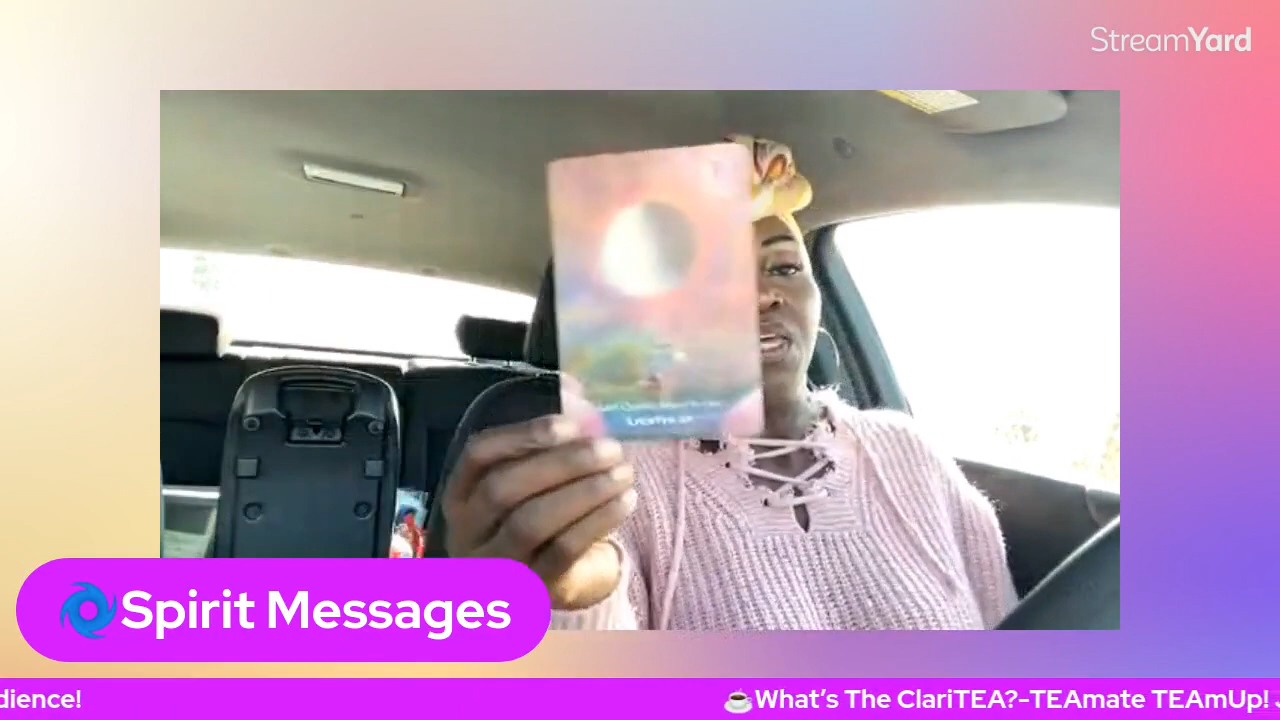 StreamYard
🌀Spirit Messages
dience!
☕What's The ClariTEA?-TEAmate TEAmUp!